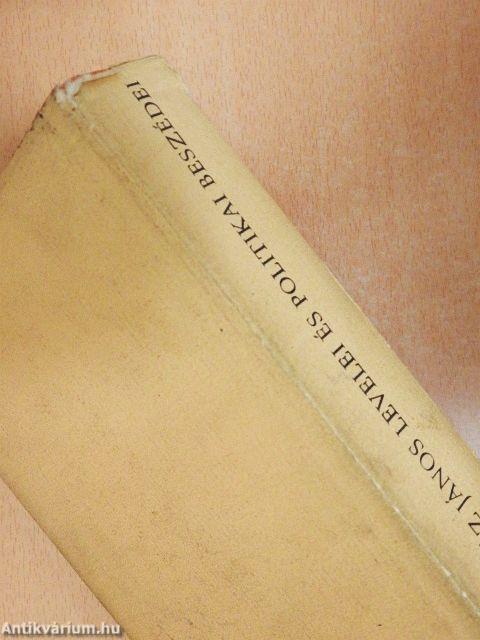 JÁNOS LEVELEI ÉS POLITIKAI BESZÉDEI
Antikvárium.hu